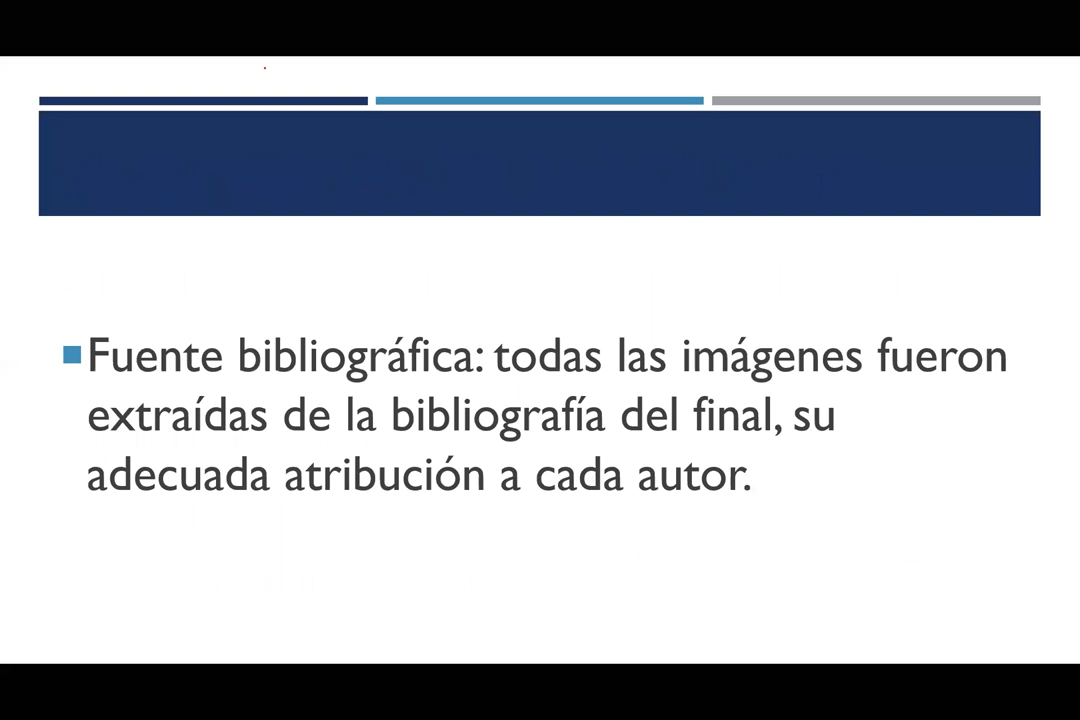 Fuente bibliográfica: todas las imágenes fueron
extraídas de la bibliografía del final, su
adecuada atribución a cada autor.